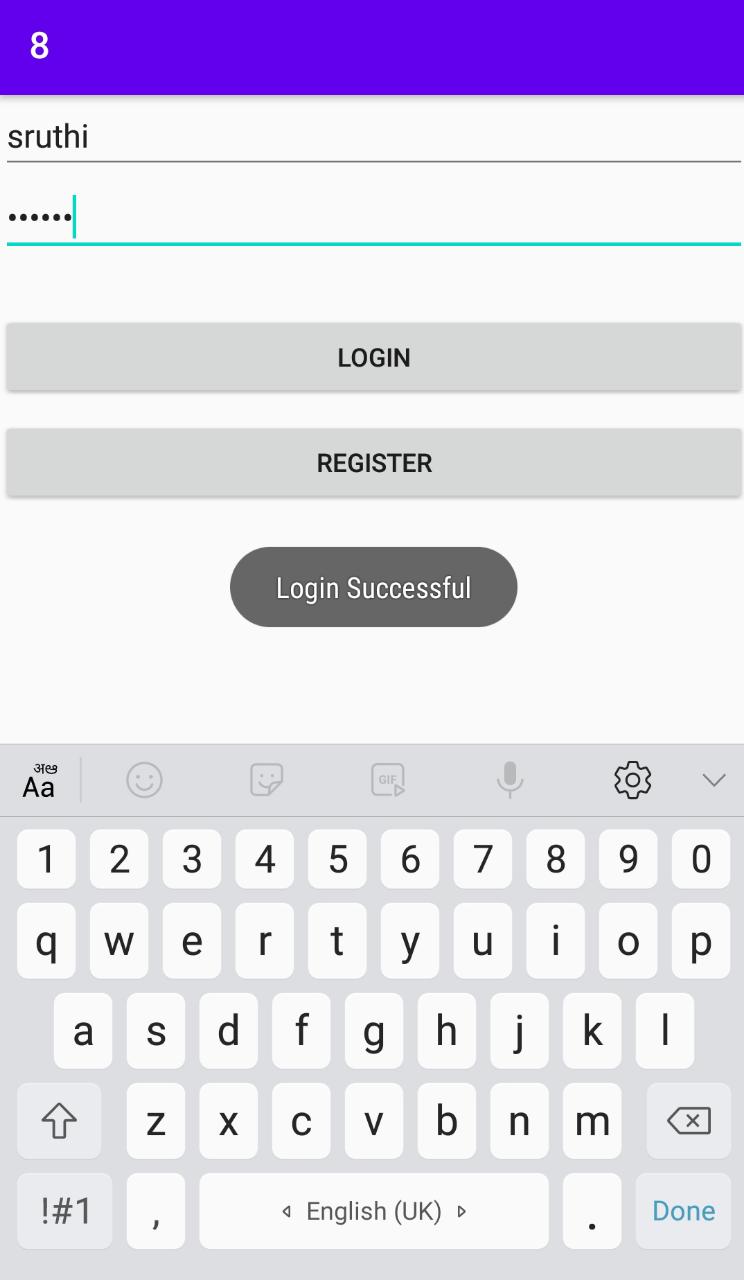 8
sruthi
••••••
LOGIN
REGISTER
Login Successful
अआ
Aa
GIF
1 2 3 4 5 6 7 8 9 0
q w e r t y u i o p
a s d f g h j k l
z x c v b n m
!#1 , English (UK) . Done